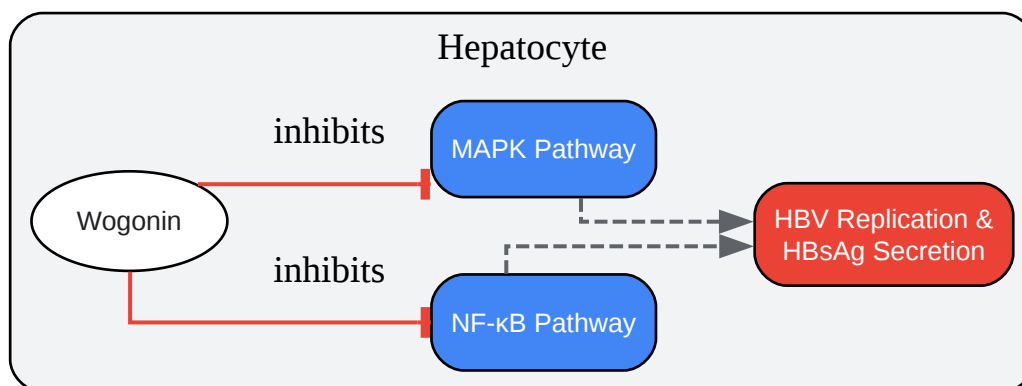 Hepatocyte
inhibits
MAPK Pathway
Wogonin
HBV Replication &
HBsAg Secretion
inhibits
NF-κB Pathway